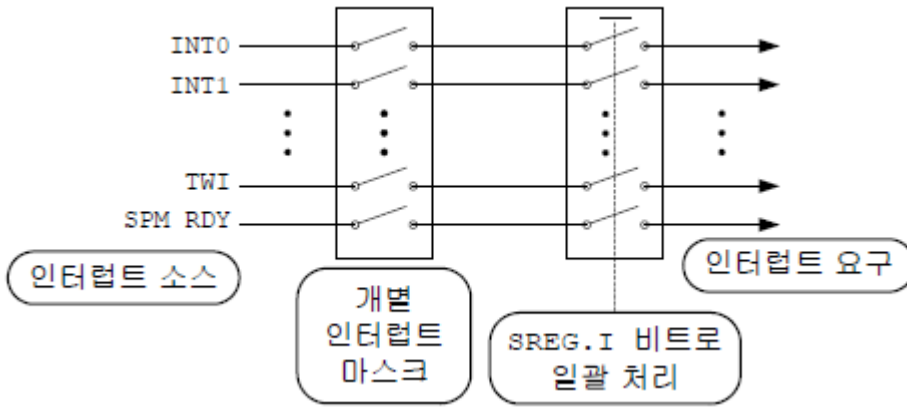 INT0
INT1
TWI
SPM RDY
인터럽트 소스
개별
인터럽트
마스크
SREG.I 비트로
일괄 처리
인터럽트 요구